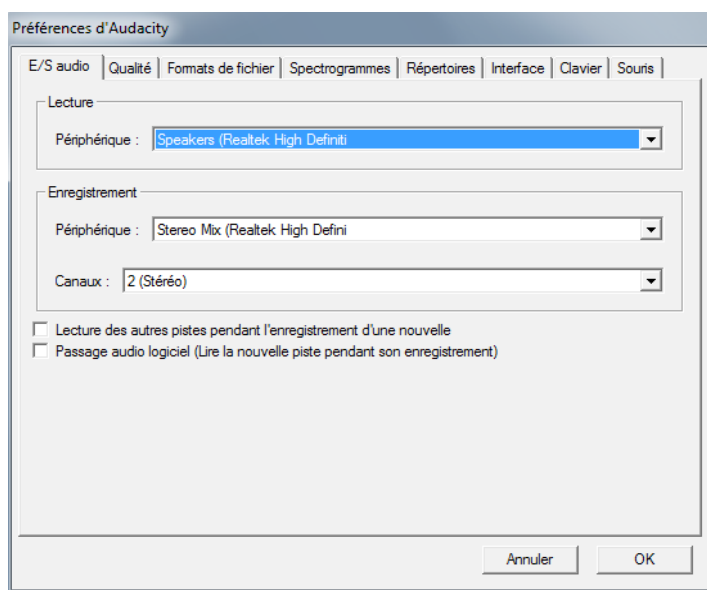 Préférences d'Audacity
E/S audio Qualité Formats de fichier Spectrogrammes Répertoires Interface Clavier Souris
Lecture
Périphérique : Speakers (Realtek High Definiti
Enregistrement
Périphérique : Stereo Mix (Realtek High Defini
Canaux : 2 (Stéréo)
Lecture des autres pistes pendant l'enregistrement d'une nouvelle
Passage audio logiciel (Lire la nouvelle piste pendant son enregistrement)
Annuler OK